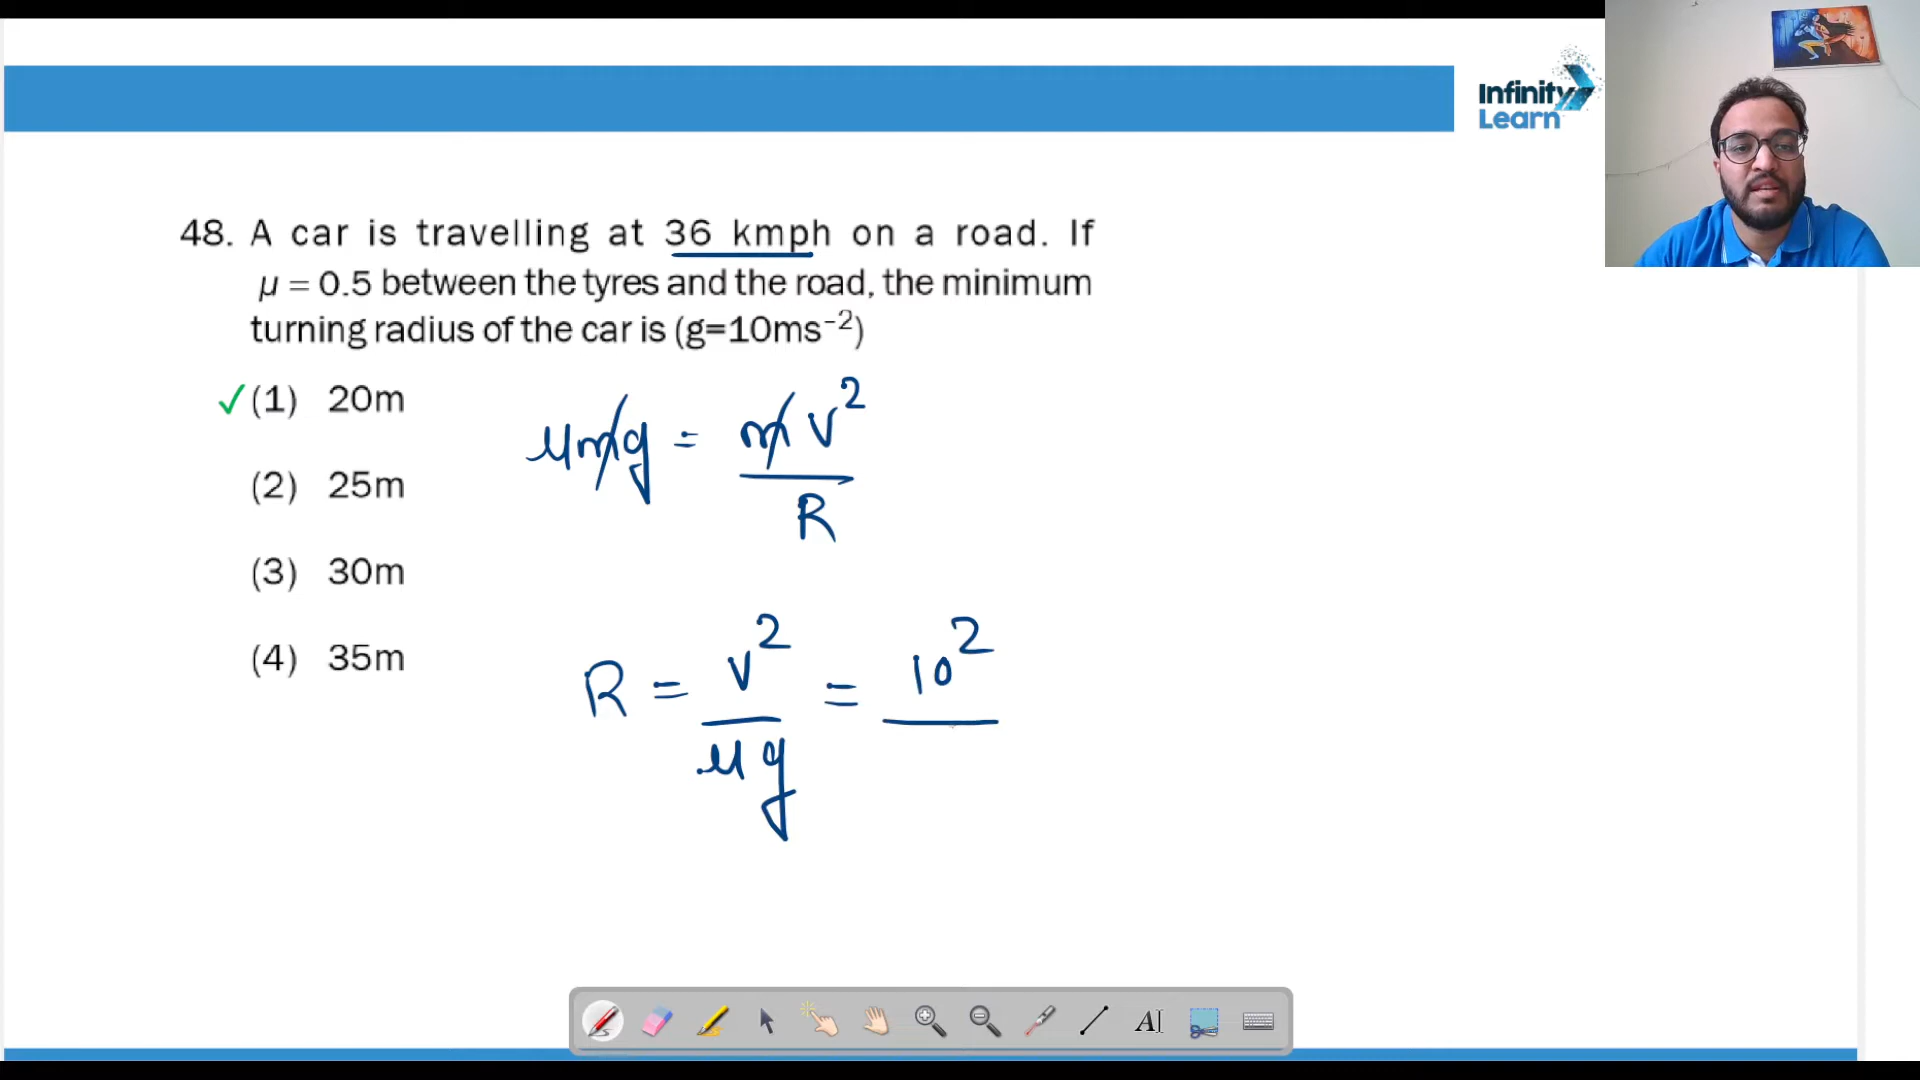 Infinity
Learn
48. A car is travelling at 36 kmph on a road. If
μ = 0.5 between the tyres and the road, the minimum
turning radius of the car is (g=10ms⁻²)
✓(1) 20m
(2) 25m
(3) 30m
(4) 35m
μmg = mv²/R
R = v²/μg = 10²/
A